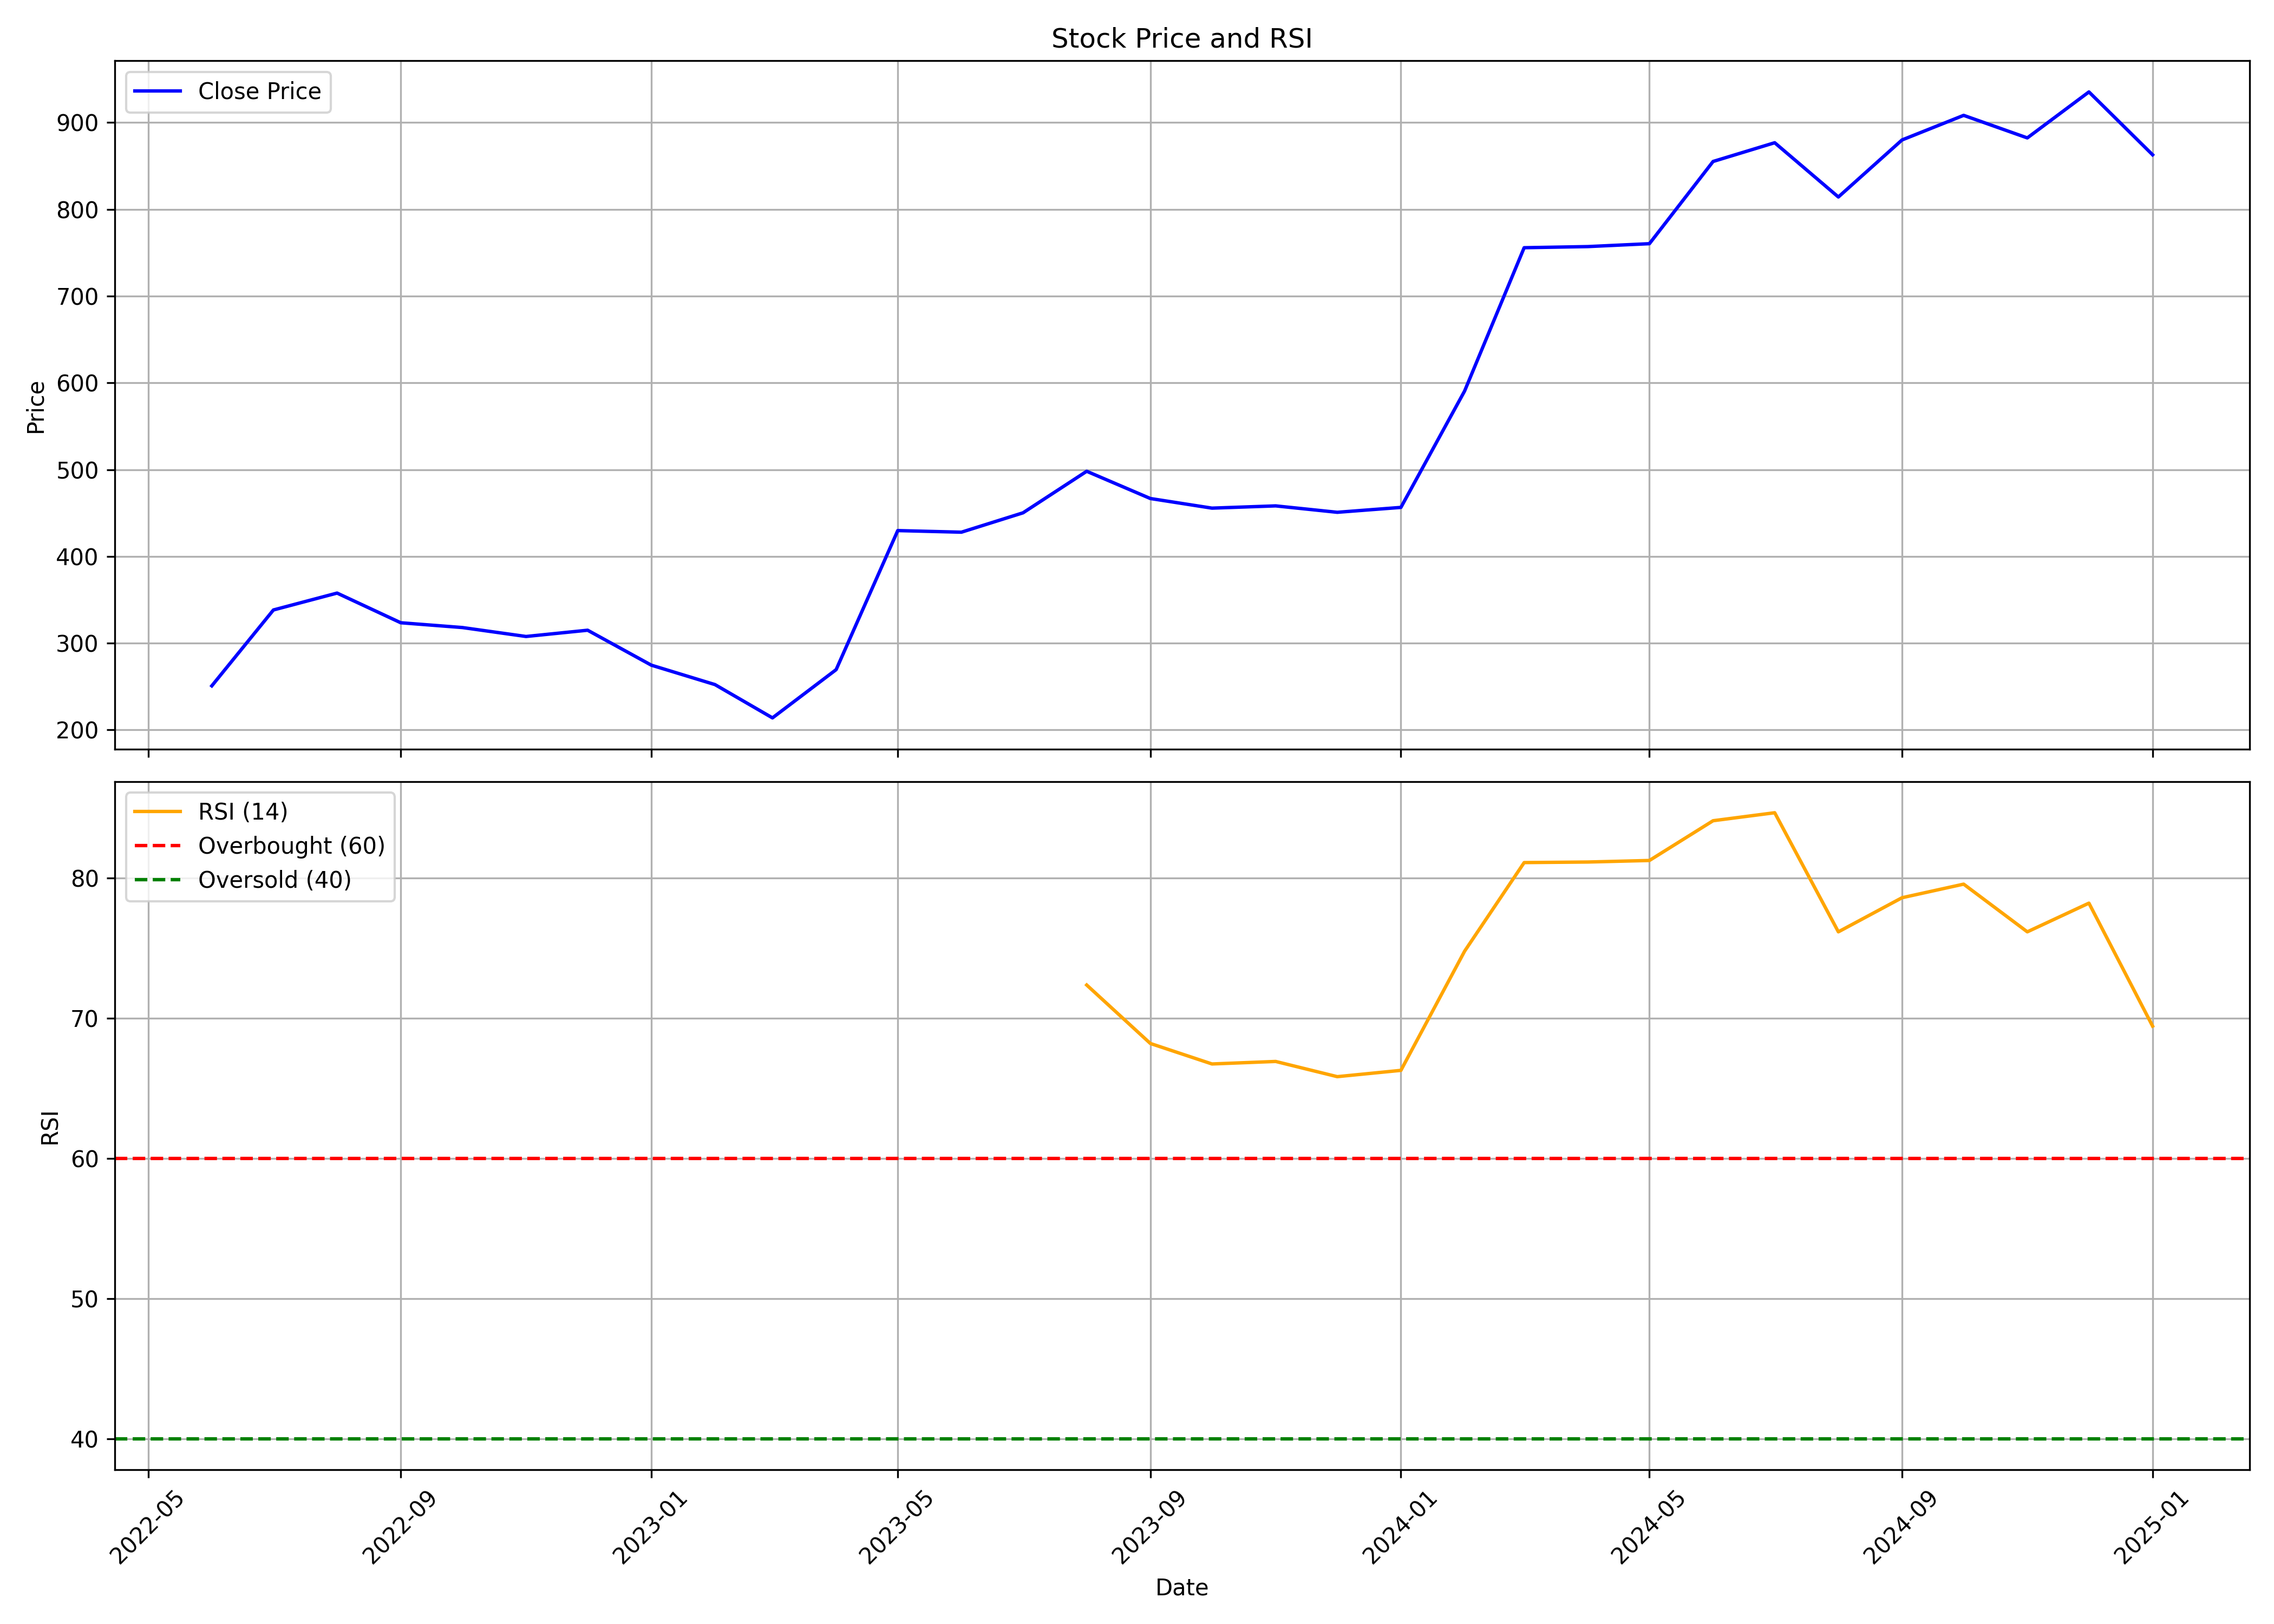 Stock Price and RSI
Close Price
900
800
700
600
500
400
300
200
Price
RSI (14)
Overbought (60)
Oversold (40)
80
70
60
50
40
RSI
2022-05
2022-09
2023-01
2023-05
2023-09
2024-01
2024-05
2024-09
2025-01
Date